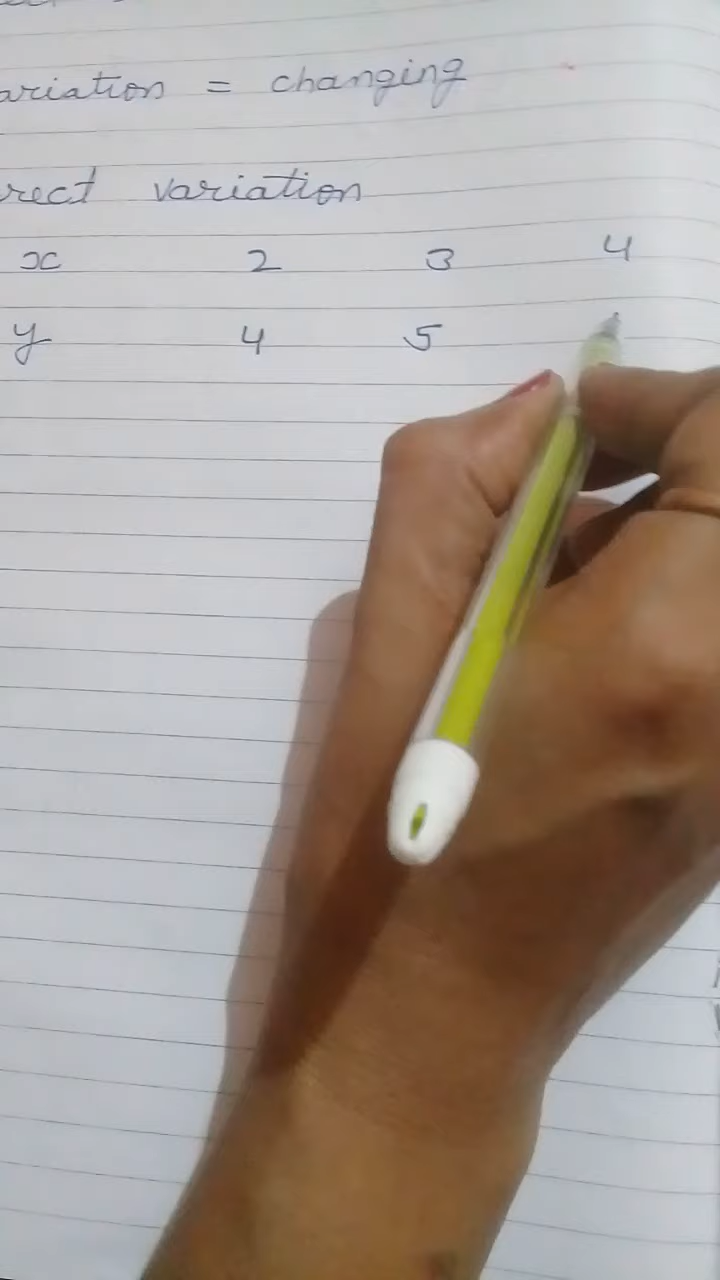 ariation = changing
rect variation
x 2 3 4
y 4 5